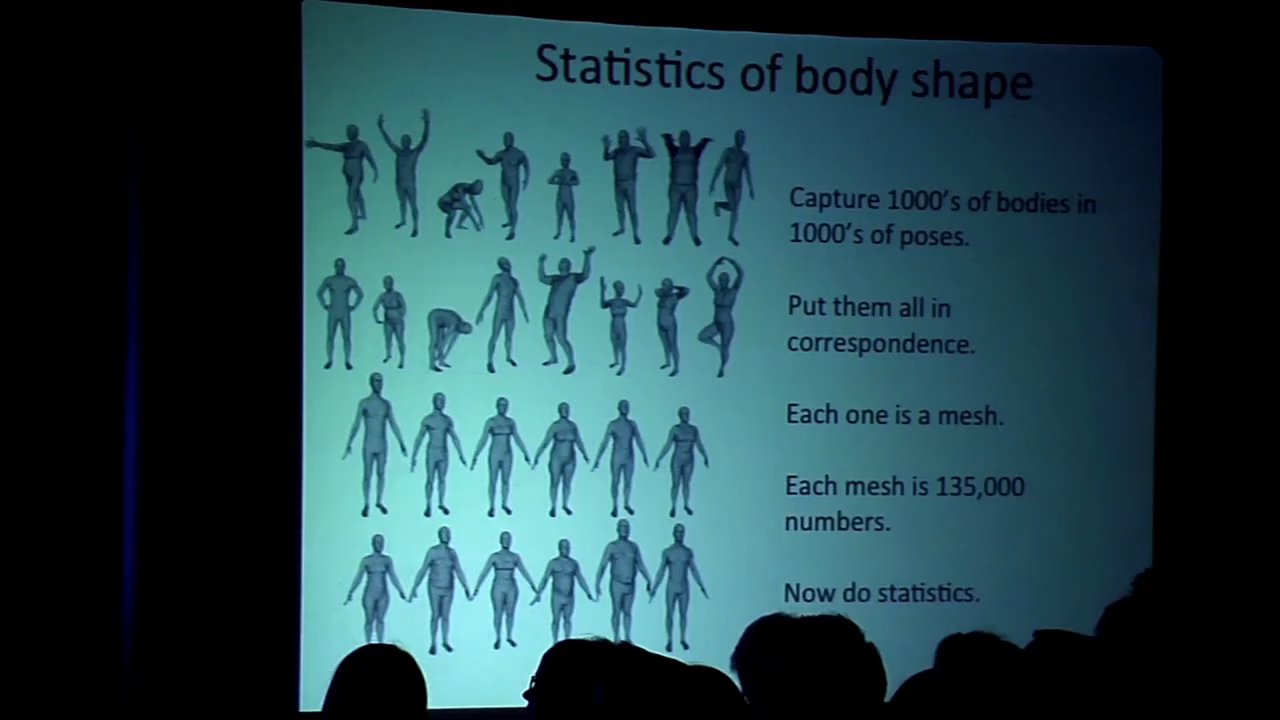 Statistics of body shape
Capture 1000's of bodies in
1000's of poses.
Put them all in
correspondence.
Each one is a mesh.
Each mesh is 135,000
numbers.
Now do statistics.